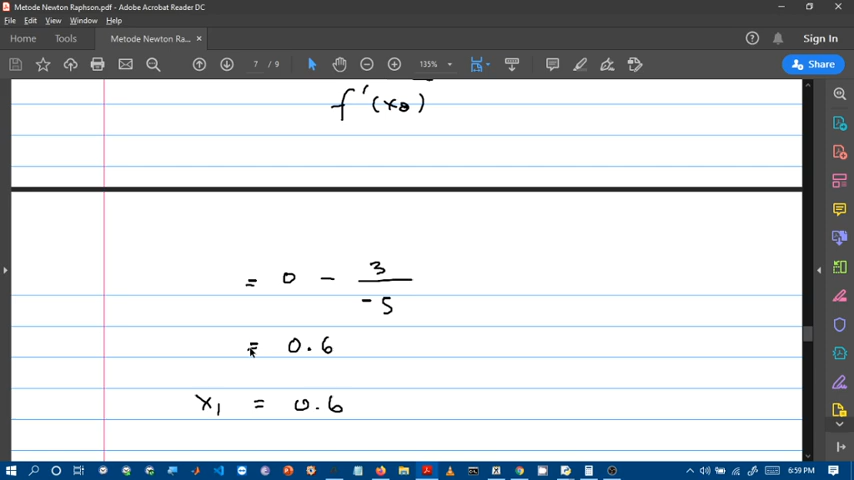 Metode Newton Raphson.pdf - Adobe Acrobat Reader DC
File Edit View Window Help
Home Tools Metode Newton Ra... × Sign In
7 / 9 135% Share
f'(x₀)
= 0 - 3
-5
= 0.6
x₁ = 0.6
6:59 PM